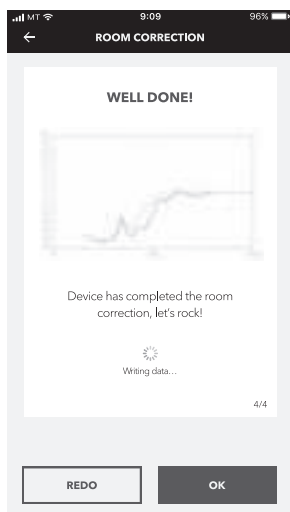 MT 9:09 96%
ROOM CORRECTION
WELL DONE!
Device has completed the room
correction, let's rock!
Writing data...
4/4
REDO OK